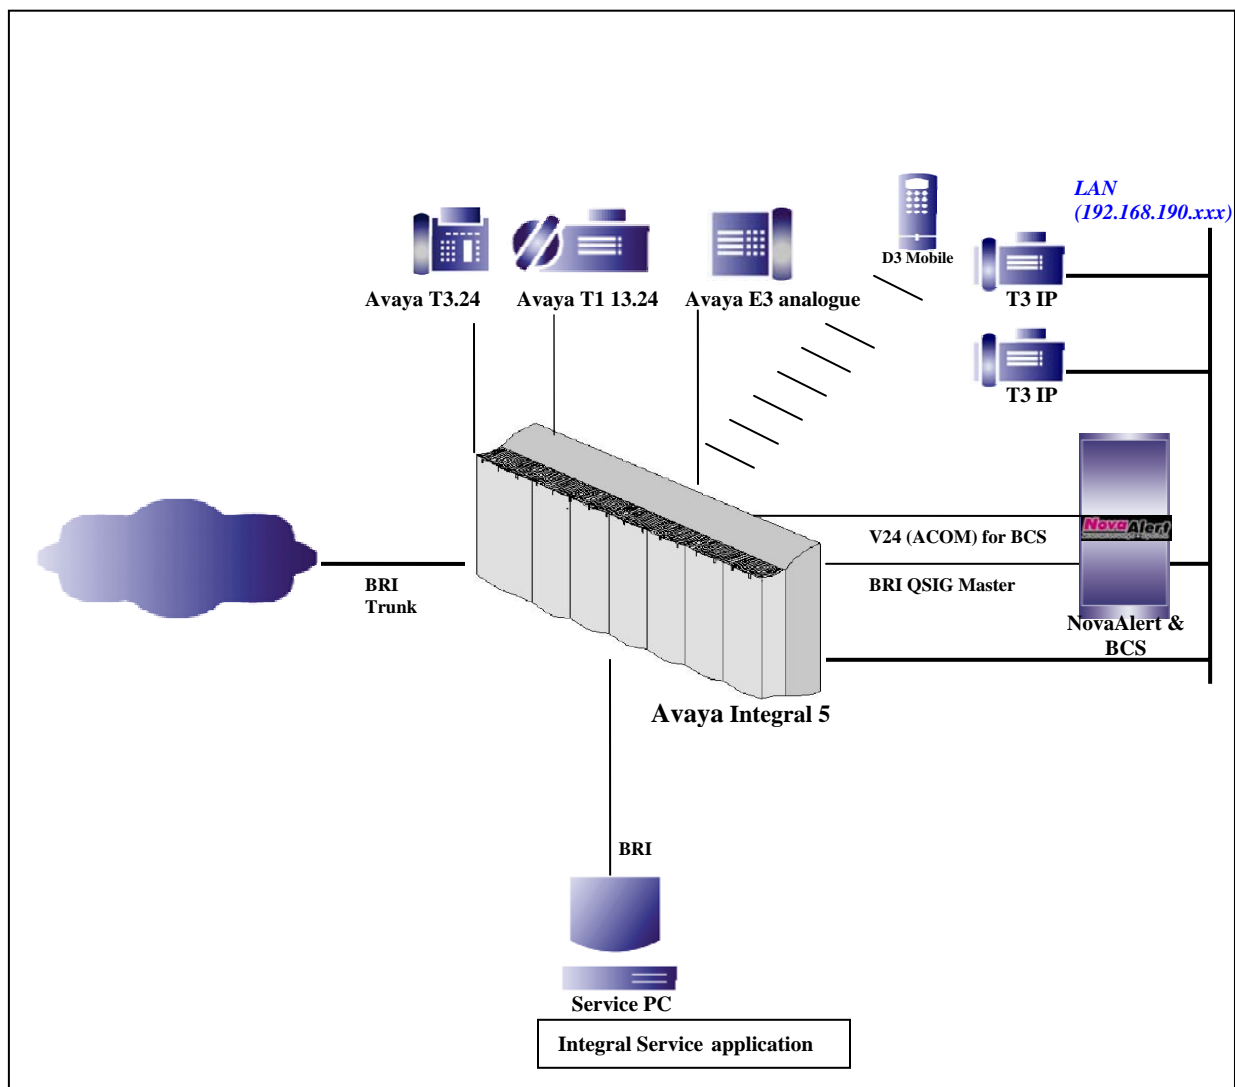 LAN
(192.168.190.xxx)
D3 Mobile
Avaya T3.24
Avaya T1 13.24
Avaya E3 analogue
T3 IP
T3 IP
V24 (ACOM) for BCS
NovaAlert
BRI
Trunk
BRI QSIG Master
NovaAlert &
BCS
Avaya Integral 5
BRI
Service PC
Integral Service application